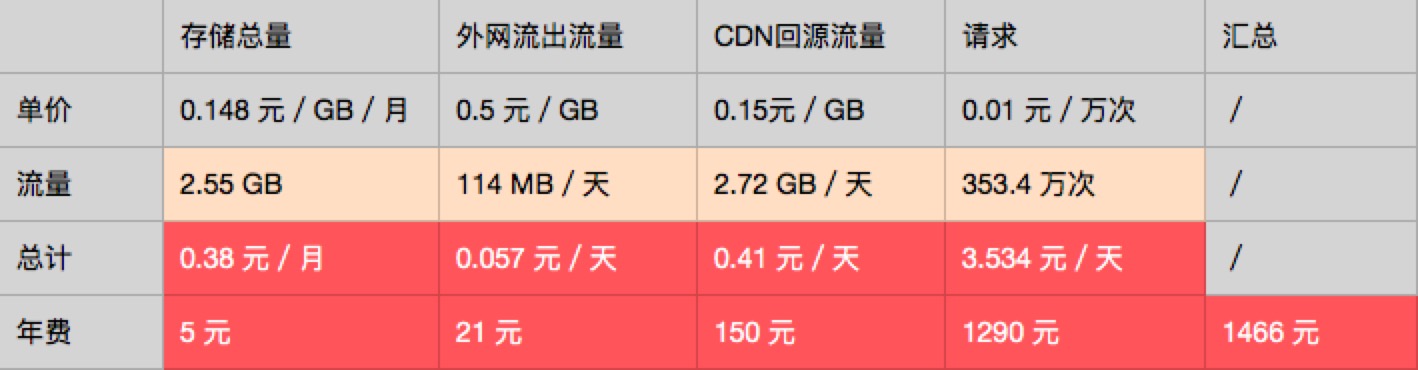 存储总量 外网流出流量 CDN回源流量 请求 汇总
单价 0.148 元 / GB / 月 0.5 元 / GB 0.15元 / GB 0.01 元 / 万次 /
流量 2.55 GB 114 MB / 天 2.72 GB / 天 353.4 万次 /
总计 0.38 元 / 月 0.057 元 / 天 0.41 元 / 天 3.534 元 / 天 /
年费 5 元 21 元 150 元 1290 元 1466 元